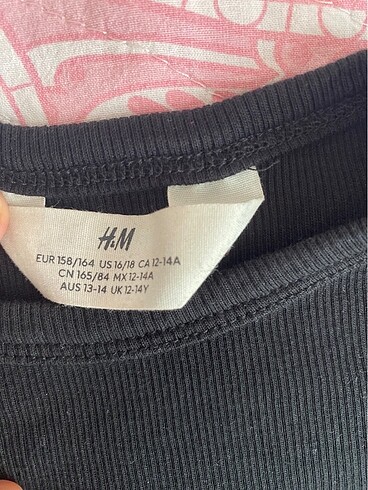 H&M
EUR 158/164 US 16/18 CA 12-14A
CN 165/84 MX 12-14A
AUS 13-14 UK 12-14Y